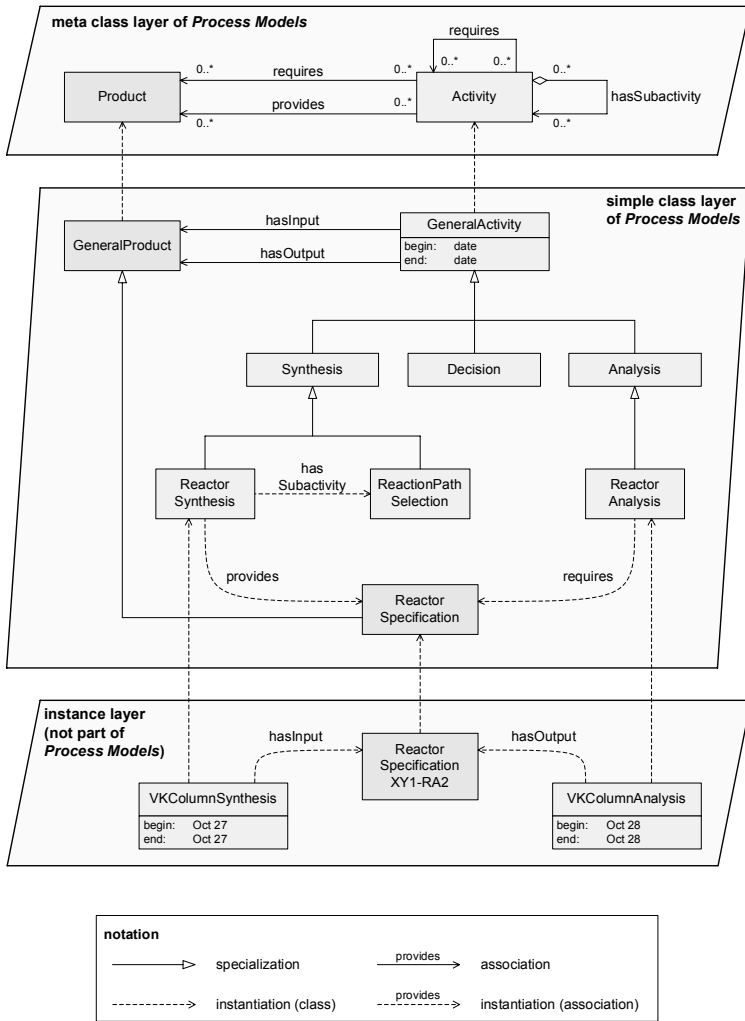 meta class layer of Process Models
requires
0..*
requires
0..*
0..*
0..*
0..*
Product
Activity
hasSubactivity
provides
0..*
0..*
0..*
simple class layer
of Process Models
GeneralProduct
hasInput
hasOutput
GeneralActivity
begin: date
end: date
Synthesis
Decision
Analysis
Reactor
Synthesis
has
Subactivity
ReactionPath
Selection
Reactor
Analysis
provides
requires
Reactor
Specification
instance layer
(not part of
Process Models)
hasInput
Reactor
Specification
XY1-RA2
hasOutput
VKColumnSynthesis
begin: Oct 27
end: Oct 27
VKColumnAnalysis
begin: Oct 28
end: Oct 28
notation
specialization
provides
association
instantiation (class)
provides
instantiation (association)